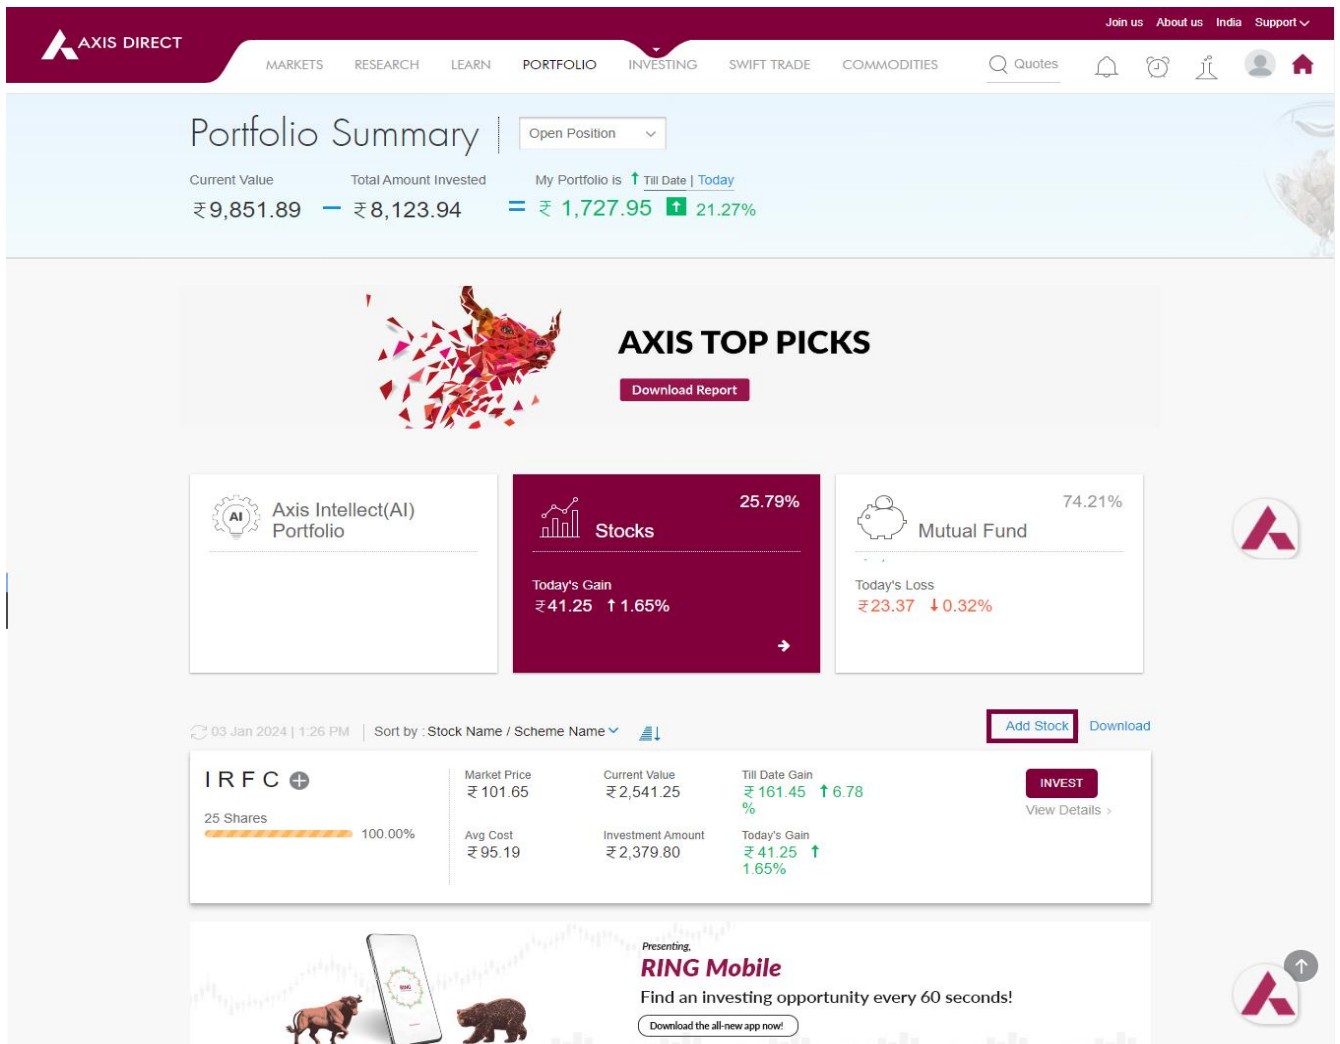 Join us About us India Support
AXIS DIRECT
MARKETS RESEARCH LEARN PORTFOLIO INVESTING SWIFT TRADE COMMODITIES Quotes
Portfolio Summary Open Position
Current Value Total Amount Invested My Portfolio is ↑ Till Date | Today
₹9,851.89 − ₹8,123.94 = ₹ 1,727.95 ↑ 21.27%
AXIS TOP PICKS
Download Report
AI Axis Intellect(AI)
Portfolio
25.79%
Stocks
Today's Gain
₹41.25 ↑1.65%
74.21%
Mutual Fund
Today's Loss
₹23.37 ↓0.32%
03 Jan 2024 | 1:26 PM Sort by : Stock Name / Scheme Name Add Stock Download
IRFC
25 Shares
100.00%
Market Price Current Value Till Date Gain
₹101.65 ₹2,541.25 ₹161.45 ↑6.78
%
Avg Cost Investment Amount Today's Gain
₹95.19 ₹2,379.80 ₹41.25 ↑
1.65%
INVEST
View Details >
Presenting,
RING Mobile
Find an investing opportunity every 60 seconds!
Download the all-new app now!
RING